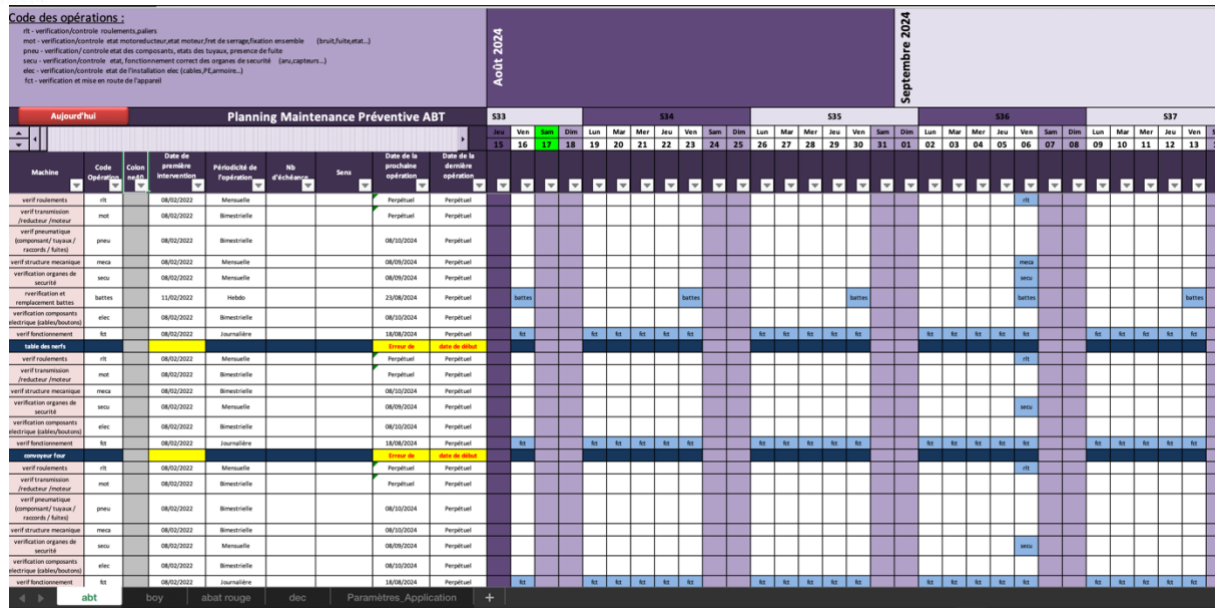 Code des opérations :
rlt - verification/controle roulements,paliers
mot - verification/controle etat motoreducteur,etat moteur,fret de serrage,fixation ensemble (bruit,fuite,etat...)
pneu - verification/ controle etat des composants, etats des tuyaux, presence de fuite
secu - verification/controle etat, fonctionnement correct des organes de securité (aru,capteurs...)
elec - verification/controle etat de l'installation elec (cables,PE,armoire...)
fct - verification et mise en route de l'appareil
Août 2024
Septembre 2024
Aujourd'hui
Planning Maintenance Préventive ABT
S33 S34 S35 S36 S37
Jeu Ven Sam Dim Lun Mar Mer Jeu Ven Sam Dim Lun Mar Mer Jeu Ven Sam Dim Lun Mar Mer Jeu Ven Sam Dim Lun Mar Mer Jeu Ven
15 16 17 18 19 20 21 22 23 24 25 26 27 28 29 30 31 01 02 03 04 05 06 07 08 09 10 11 12 13
Machine
Code
Opération
Colon
ne40
Date de
première
intervention
Périodicité de
l'opération
Nb
d'échéance
Sens
Date de la
prochaine
opération
Date de la
dernière
opération
verif roulements rlt 08/02/2022 Mensuelle Perpétuel Perpétuel rlt
verif transmission
/reducteur /moteur mot 08/02/2022 Bimestrielle Perpétuel Perpétuel
verif pneumatique
(composant/ tuyaux /
raccords / fuites) pneu 08/02/2022 Bimestrielle 08/10/2024 Perpétuel
verif structure mecanique meca 08/02/2022 Mensuelle 08/09/2024 Perpétuel meca
verification organes de
securité secu 08/02/2022 Mensuelle 08/09/2024 Perpétuel secu
rverification et
remplacement battes battes 11/02/2022 Hebdo 23/08/2024 Perpétuel battes battes battes battes battes
verification composants
electrique (cables/boutons) elec 08/02/2022 Bimestrielle 08/10/2024 Perpétuel
verif fonctionnement fct 08/02/2022 Journalière 18/08/2024 Perpétuel fct fct fct fct fct fct fct fct fct fct fct fct fct fct fct fct fct fct fct fct fct
table des nerfs Erreur de date de début
verif roulements rlt 08/02/2022 Mensuelle Perpétuel Perpétuel rlt
verif transmission
/reducteur /moteur mot 08/02/2022 Bimestrielle Perpétuel Perpétuel
verif structure mecanique meca 08/02/2022 Bimestrielle 08/10/2024 Perpétuel
verification organes de
securité secu 08/02/2022 Mensuelle 08/09/2024 Perpétuel secu
verification composants
electrique (cables/boutons) elec 08/02/2022 Bimestrielle 08/10/2024 Perpétuel
verif fonctionnement fct 08/02/2022 Journalière 18/08/2024 Perpétuel fct fct fct fct fct fct fct fct fct fct fct fct fct fct fct fct fct fct fct fct fct
convoyeur four Erreur de date de début
verif roulements rlt 08/02/2022 Mensuelle Perpétuel Perpétuel rlt
verif transmission
/reducteur /moteur mot 08/02/2022 Bimestrielle Perpétuel Perpétuel
verif pneumatique
(composant/ tuyaux /
raccords / fuites) pneu 08/02/2022 Bimestrielle 08/10/2024 Perpétuel
verif structure mecanique meca 08/02/2022 Bimestrielle 08/10/2024 Perpétuel
verification organes de
securité secu 08/02/2022 Mensuelle 08/09/2024 Perpétuel secu
verification composants
electrique (cables/boutons) elec 08/02/2022 Bimestrielle 08/10/2024 Perpétuel
verif fonctionnement fct 08/02/2022 Journalière 18/08/2024 Perpétuel fct fct fct fct fct fct fct fct fct fct fct fct fct fct fct fct fct fct fct fct fct
abt boy abat rouge dec Paramètres_Application +